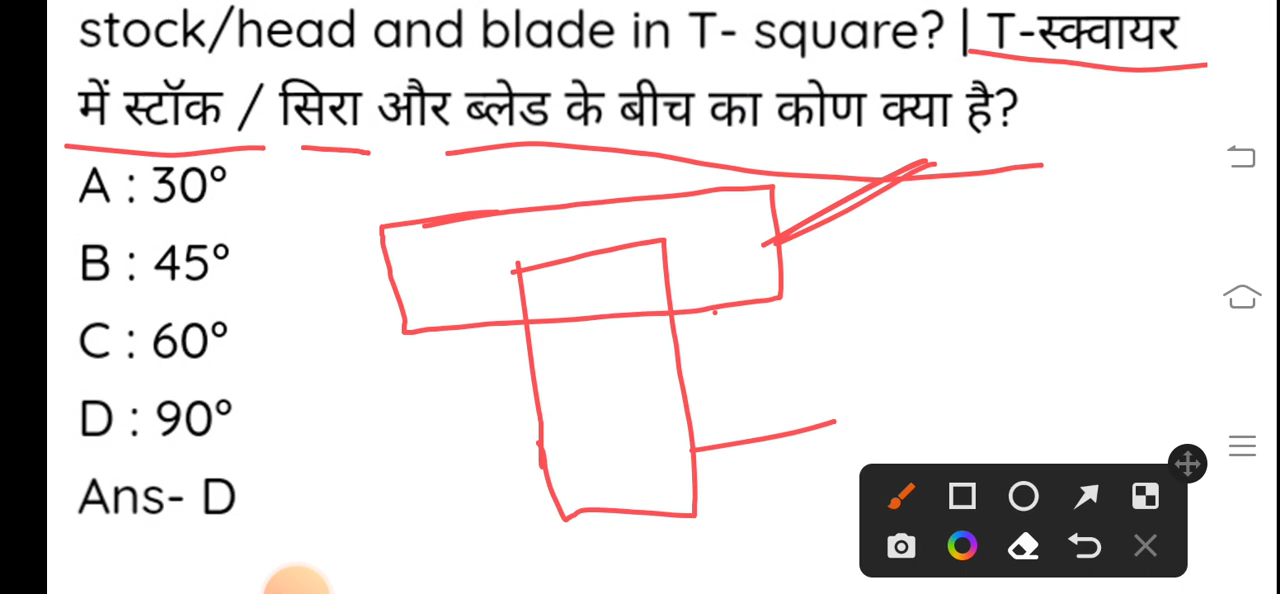 stock/head and blade in T- square? | T-स्क्वायर
में स्टॉक / सिरा और ब्लेड के बीच का कोण क्या है?
A : 30°
B : 45°
C : 60°
D : 90°
Ans- D